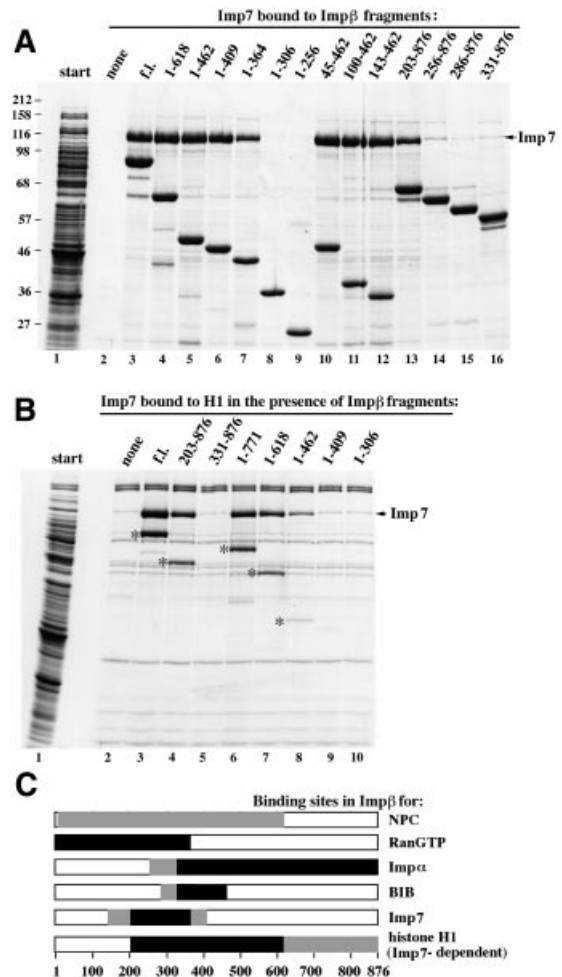 Imp7 bound to Impβ fragments:
A
start none f.l. 1-618 1-462 1-409 1-364 1-306 1-256 45-462 100-462 143-462 203-876 256-876 286-876 331-876
212
158
116
98
68
57
46
36
27
Imp 7
1 2 3 4 5 6 7 8 9 10 11 12 13 14 15 16
B
Imp7 bound to H1 in the presence of Impβ fragments:
start none f.l. 203-876 331-876 1-771 1-618 1-462 1-409 1-306
Imp 7
*
*
*
*
*
1 2 3 4 5 6 7 8 9 10
C
Binding sites in Impβ for:
NPC
RanGTP
Impα
BIB
Imp7
histone H1
(Imp7- dependent)
1 100 200 300 400 500 600 700 800 876